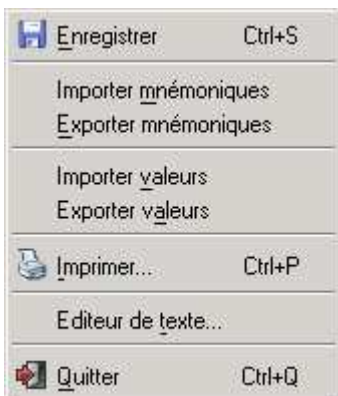 Enregistrer Ctrl+S
Importer mnémoniques
Exporter mnémoniques
Importer valeurs
Exporter valeurs
Imprimer... Ctrl+P
Editeur de texte...
Quitter Ctrl+Q